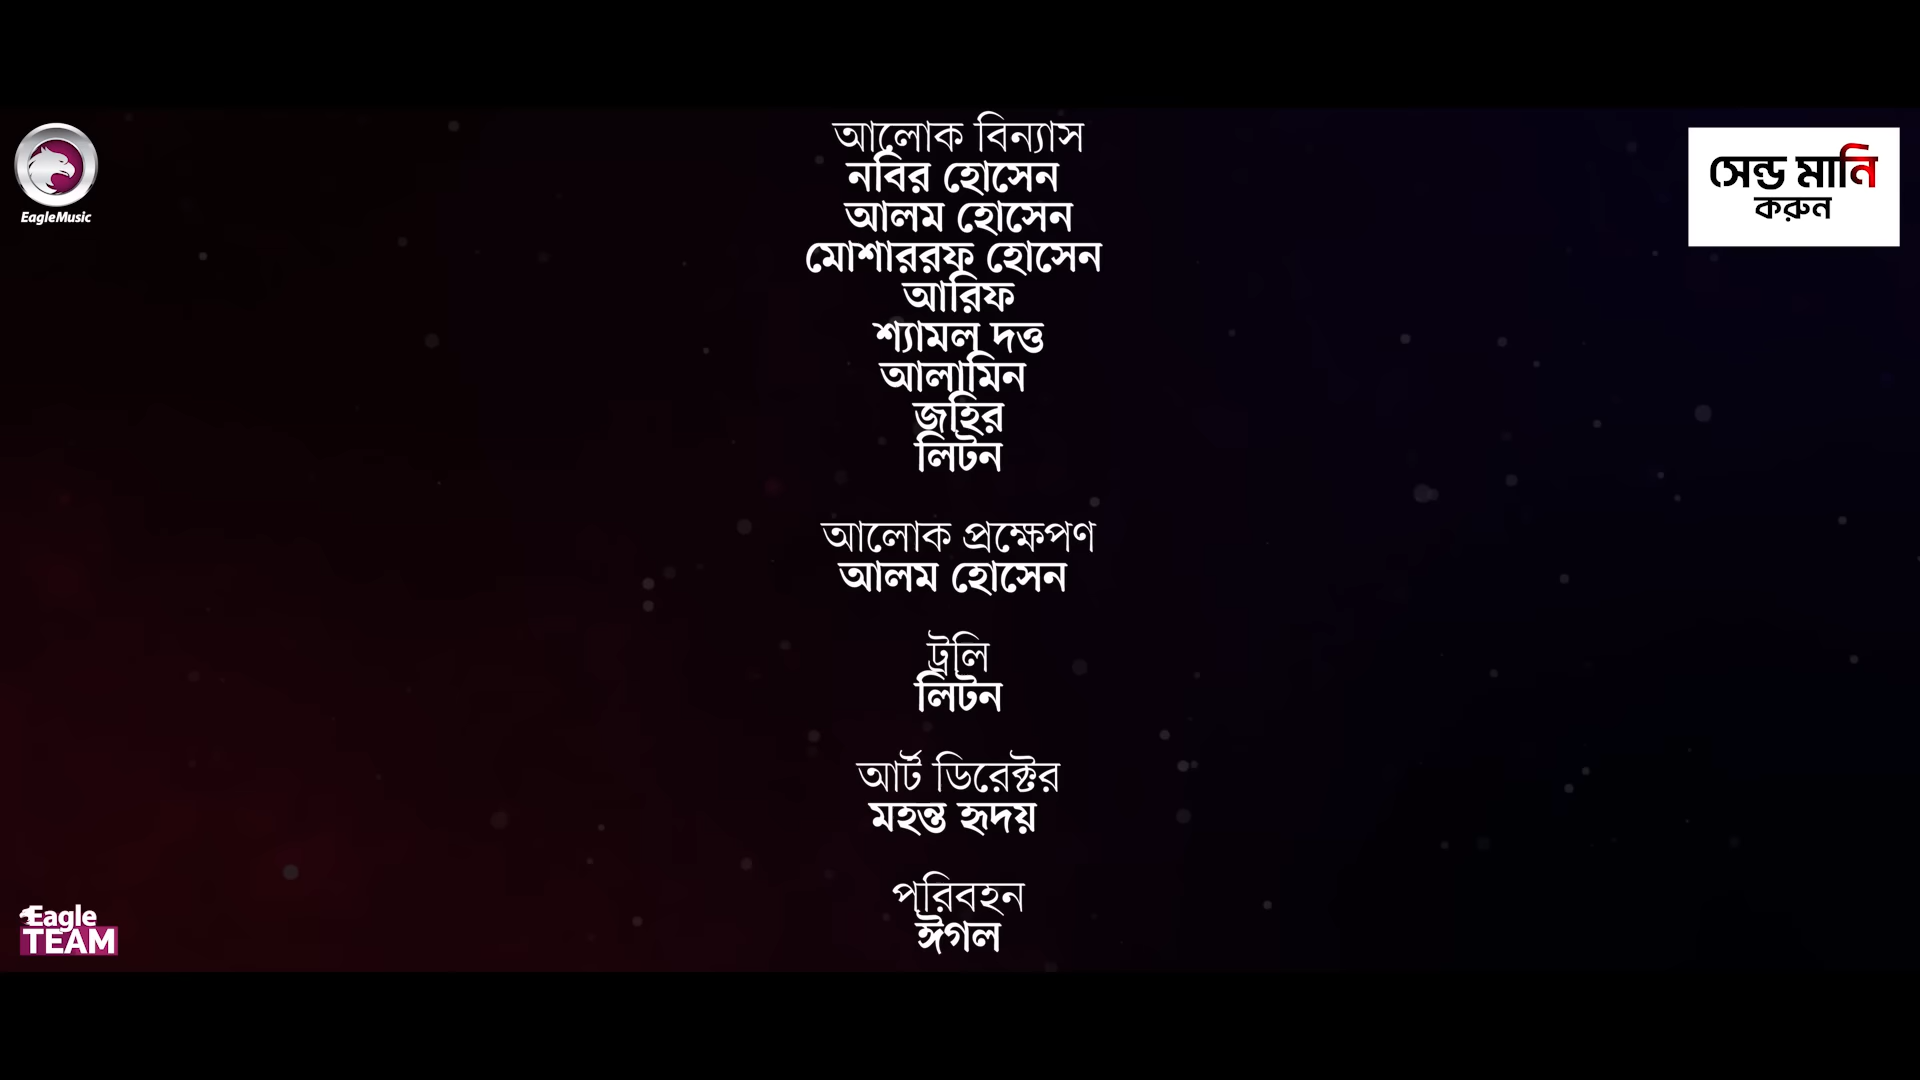 EagleMusic
সেন্ড মানি
করুন
আলোক বিন্যাস
নবির হোসেন
আলম হোসেন
মোশাররফ হোসেন
আরিফ
শ্যামল দত্ত
আলামিন
জহির
লিটন
আলোক প্রক্ষেপণ
আলম হোসেন
ট্রলি
লিটন
আর্ট ডিরেক্টর
মহন্ত হৃদয়
পরিবহন
ঈগল
Eagle
TEAM